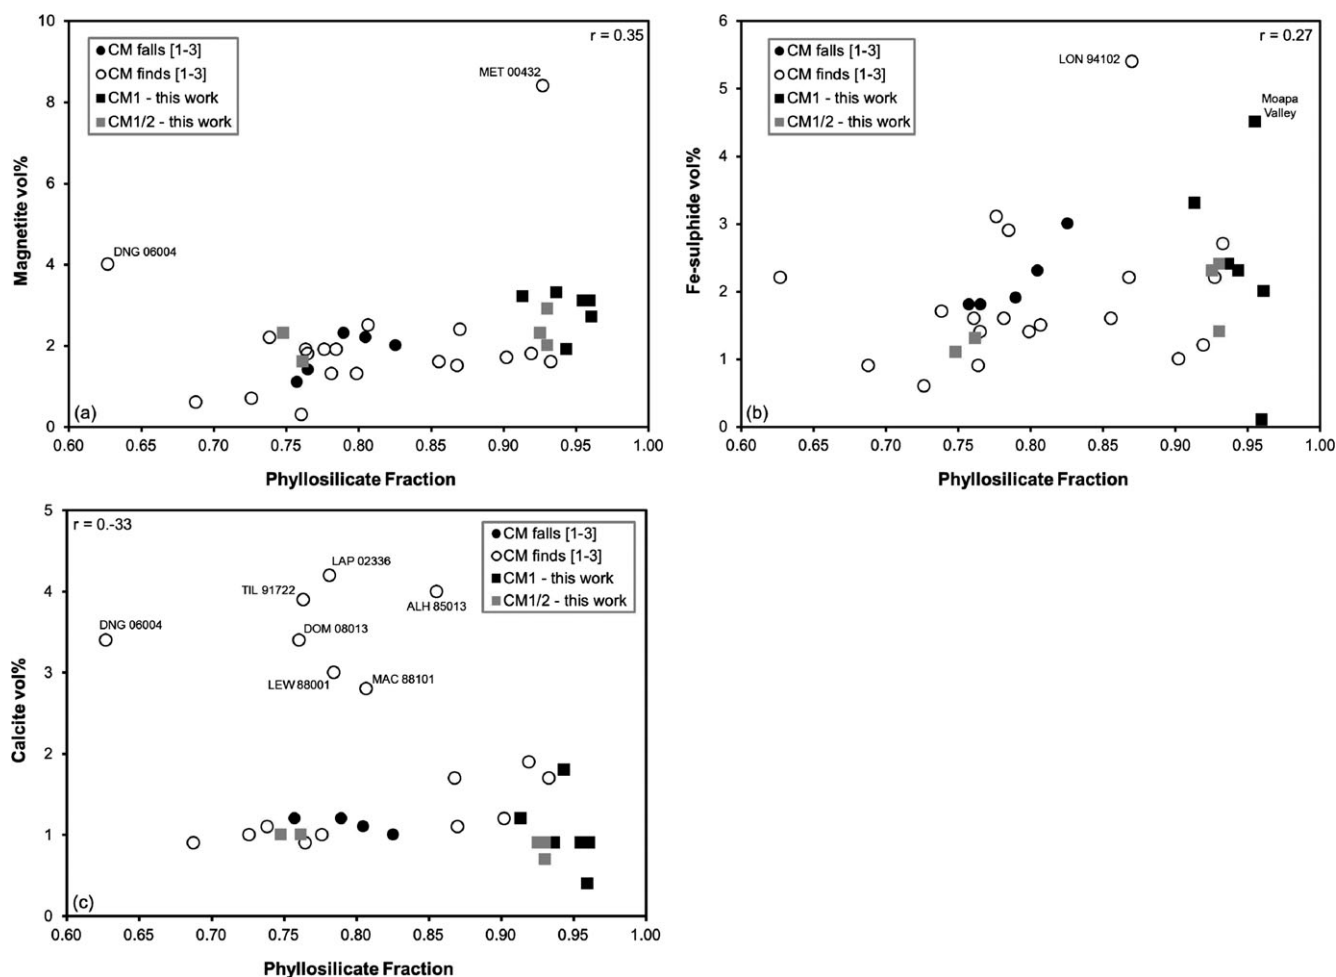 10
8
6
4
2
0
Magnetite vol%
CM falls [1-3]
CM finds [1-3]
CM1 - this work
CM1/2 - this work
r = 0.35
MET 00432
DNG 06004
(a)
0.60 0.65 0.70 0.75 0.80 0.85 0.90 0.95 1.00
Phyllosilicate Fraction
6
5
4
3
2
1
0
Fe-sulphide vol%
CM falls [1-3]
CM finds [1-3]
CM1 - this work
CM1/2 - this work
r = 0.27
LON 94102
Moapa
Valley
(b)
0.60 0.65 0.70 0.75 0.80 0.85 0.90 0.95 1.00
Phyllosilicate Fraction
5
4
3
2
1
0
Calcite vol%
r = 0.-33
CM falls [1-3]
CM finds [1-3]
CM1 - this work
CM1/2 - this work
LAP 02336
TIL 91722
ALH 85013
DNG 06004
DOM 08013
LEW 88001
MAC 88101
(c)
0.60 0.65 0.70 0.75 0.80 0.85 0.90 0.95 1.00
Phyllosilicate Fraction